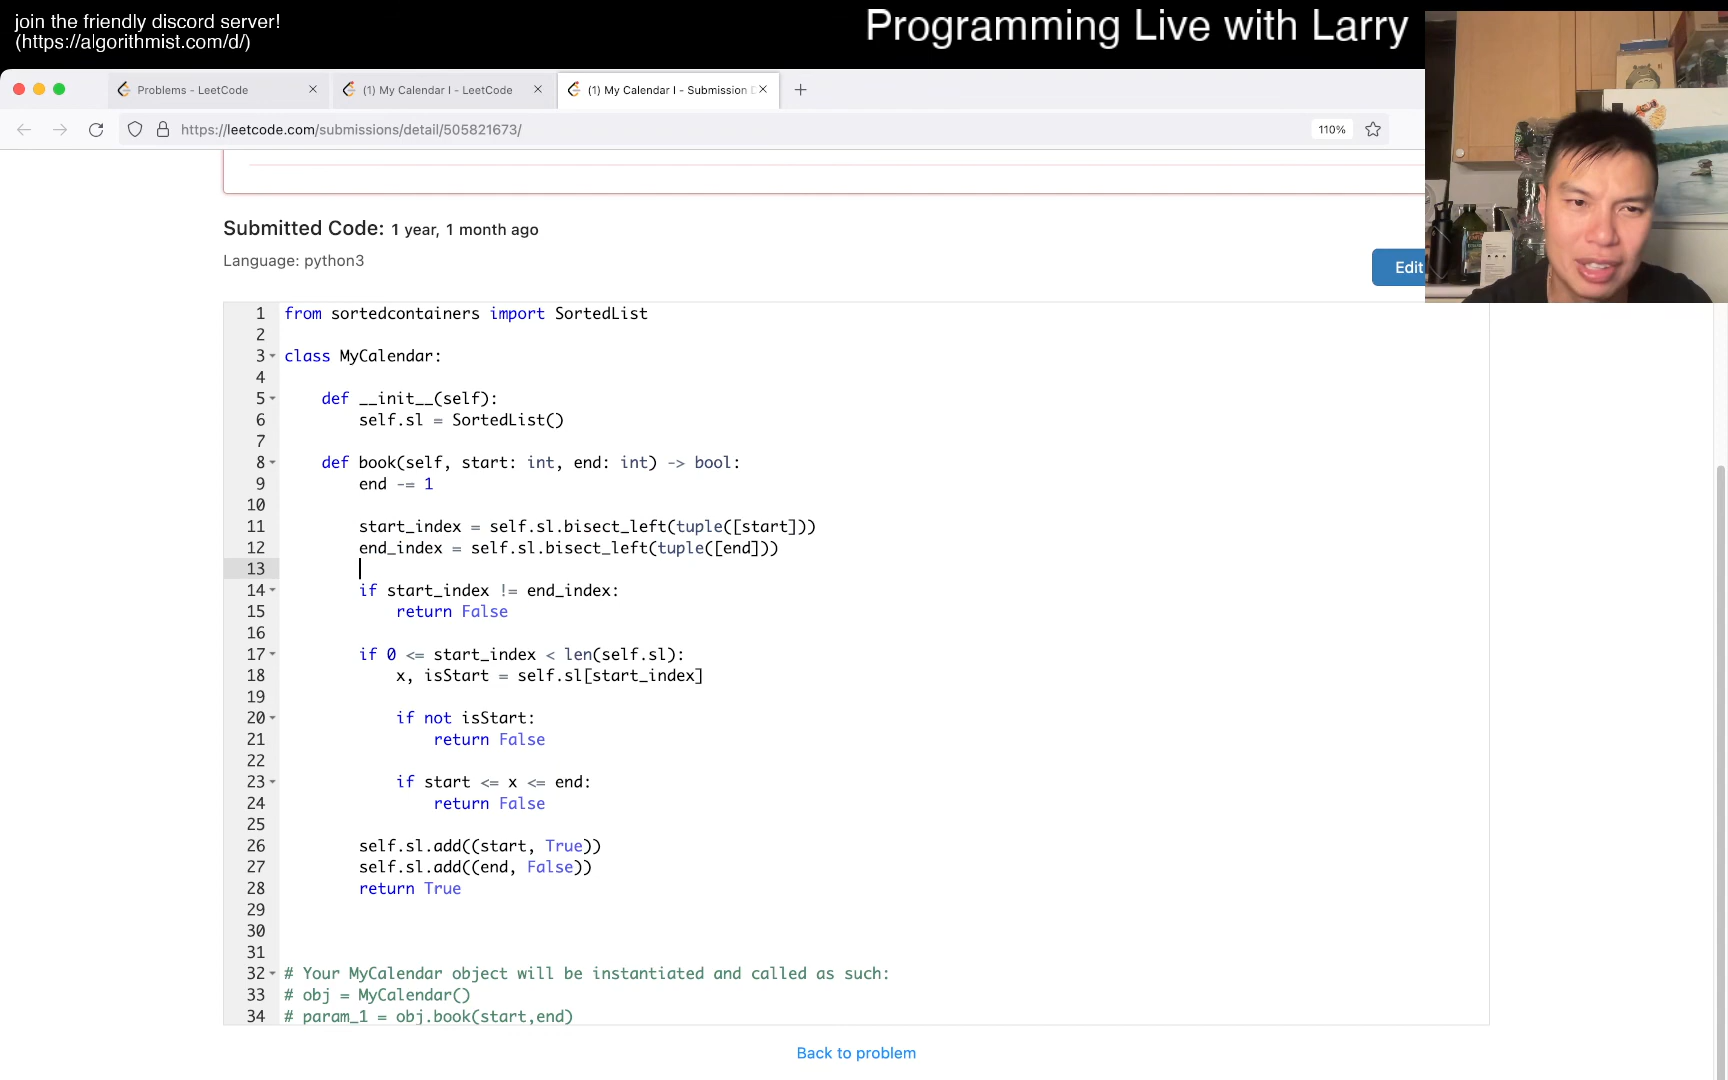 join the friendly discord server!
(https://algorithmist.com/d/)
Programming Live with Larry
Problems - LeetCode
(1) My Calendar I - LeetCode
(1) My Calendar I - Submission D
https://leetcode.com/submissions/detail/505821673/
110%
Submitted Code: 1 year, 1 month ago
Language: python3
Edit
1 from sortedcontainers import SortedList
2
3 class MyCalendar:
4
5 def __init__(self):
6 self.sl = SortedList()
7
8 def book(self, start: int, end: int) -> bool:
9 end -= 1
10
11 start_index = self.sl.bisect_left(tuple([start]))
12 end_index = self.sl.bisect_left(tuple([end]))
13
14 if start_index != end_index:
15 return False
16
17 if 0 <= start_index < len(self.sl):
18 x, isStart = self.sl[start_index]
19
20 if not isStart:
21 return False
22
23 if start <= x <= end:
24 return False
25
26 self.sl.add((start, True))
27 self.sl.add((end, False))
28 return True
29
30
31
32 # Your MyCalendar object will be instantiated and called as such:
33 # obj = MyCalendar()
34 # param_1 = obj.book(start,end)
Back to problem